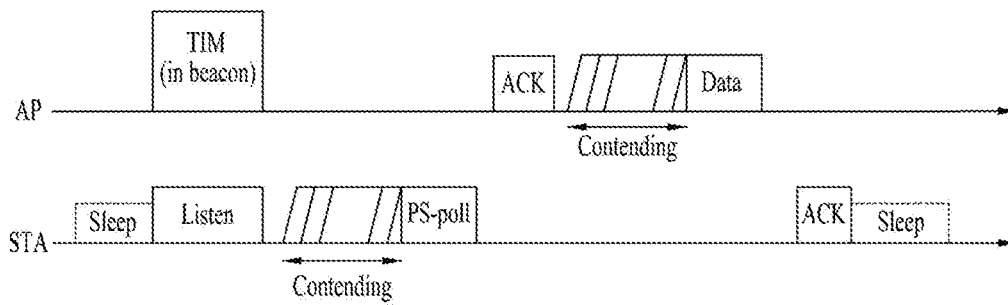 TIM
(in beacon)
ACK
Data
AP
Contending
Sleep
Listen
PS-poll
ACK
Sleep
STA
Contending